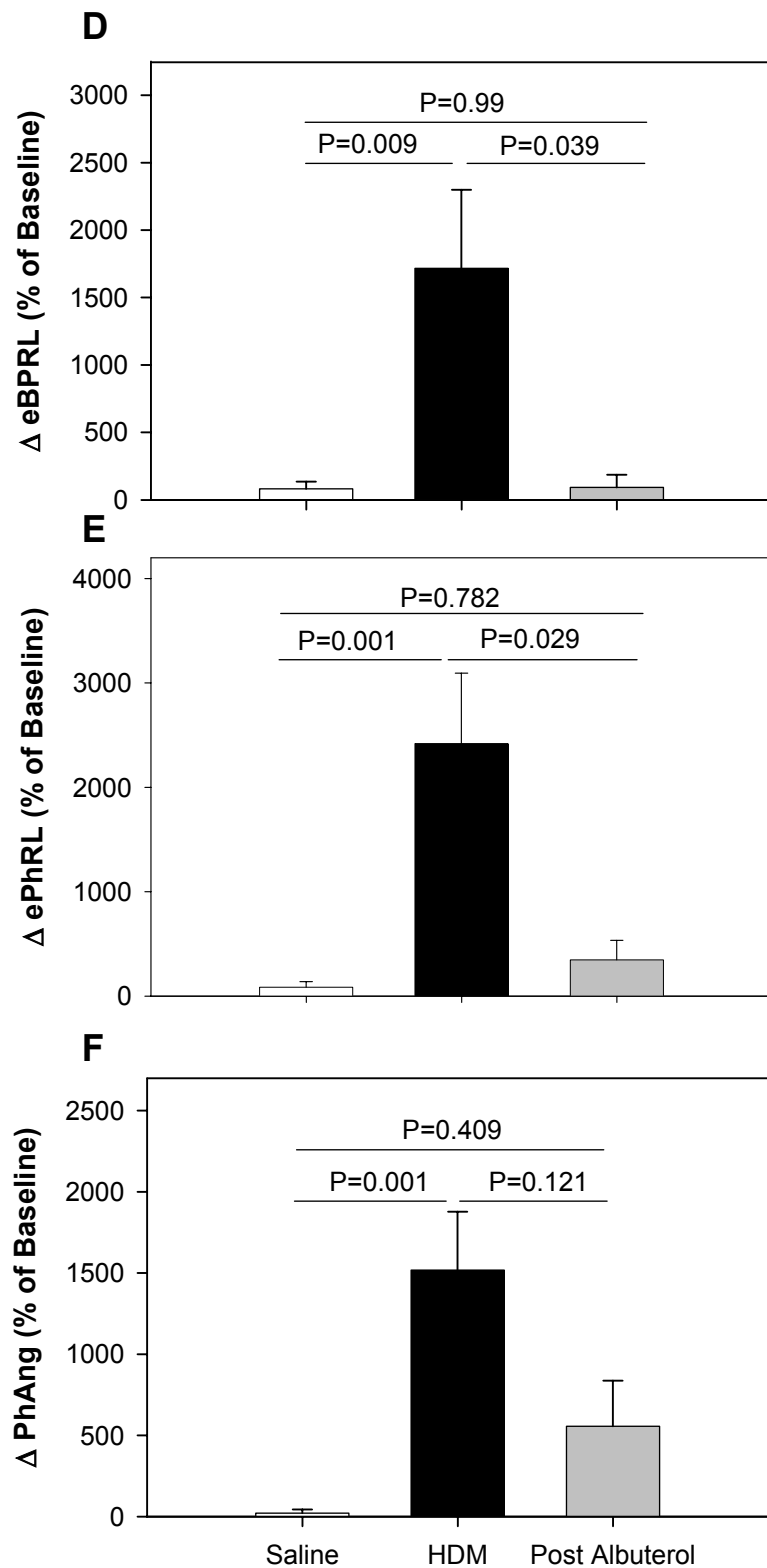 D
Δ eBPRL (% of Baseline)
3000
2500
2000
1500
1000
500
0
P=0.99
P=0.009
P=0.039
E
Δ ePhRL (% of Baseline)
4000
3000
2000
1000
0
P=0.782
P=0.001
P=0.029
F
Δ PhAng (% of Baseline)
2500
2000
1500
1000
500
0
P=0.409
P=0.001
P=0.121
Saline
HDM
Post Albuterol